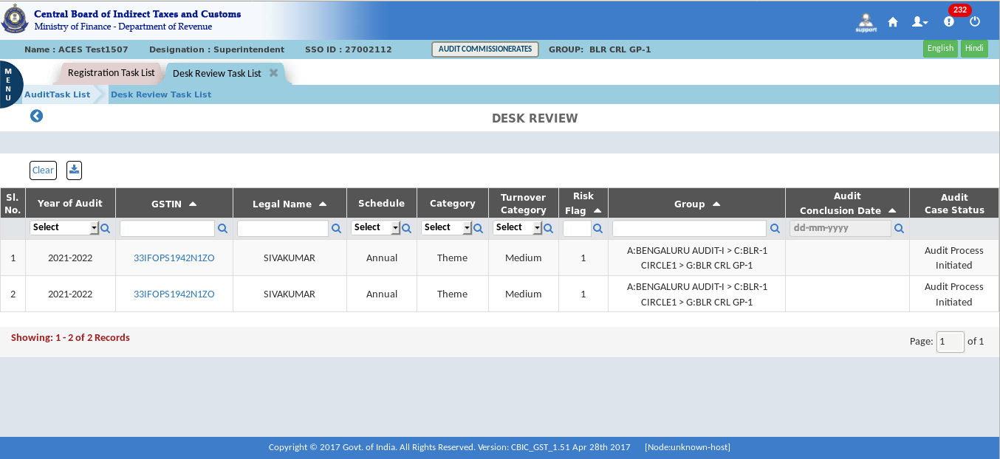 Central Board of Indirect Taxes and Customs
Ministry of Finance - Department of Revenue
support
232
Name : ACES Test1507 Designation : Superintendent SSO ID : 27002112 AUDIT COMMISSIONERATES GROUP: BLR CRL GP-1 English Hindi
MENU
Registration Task List Desk Review Task List
AuditTask List Desk Review Task List
DESK REVIEW
Clear
Sl. No. Year of Audit GSTIN Legal Name Schedule Category Turnover Category Risk Flag Group Audit Conclusion Date Audit Case Status
Select Select Select Select dd-mm-yyyy
1 2021-2022 33IFOPS1942N1ZO SIVAKUMAR Annual Theme Medium 1 A:BENGALURU AUDIT-I > C:BLR-1 CIRCLE1 > G:BLR CRL GP-1 Audit Process Initiated
2 2021-2022 33IFOPS1942N1ZO SIVAKUMAR Annual Theme Medium 1 A:BENGALURU AUDIT-I > C:BLR-1 CIRCLE1 > G:BLR CRL GP-1 Audit Process Initiated
Showing: 1 - 2 of 2 Records
Page: 1 of 1
Copyright © 2017 Govt. of India. All Rights Reserved. Version: CBIC_GST_1.51 Apr 28th 2017 [Node:unknown-host]